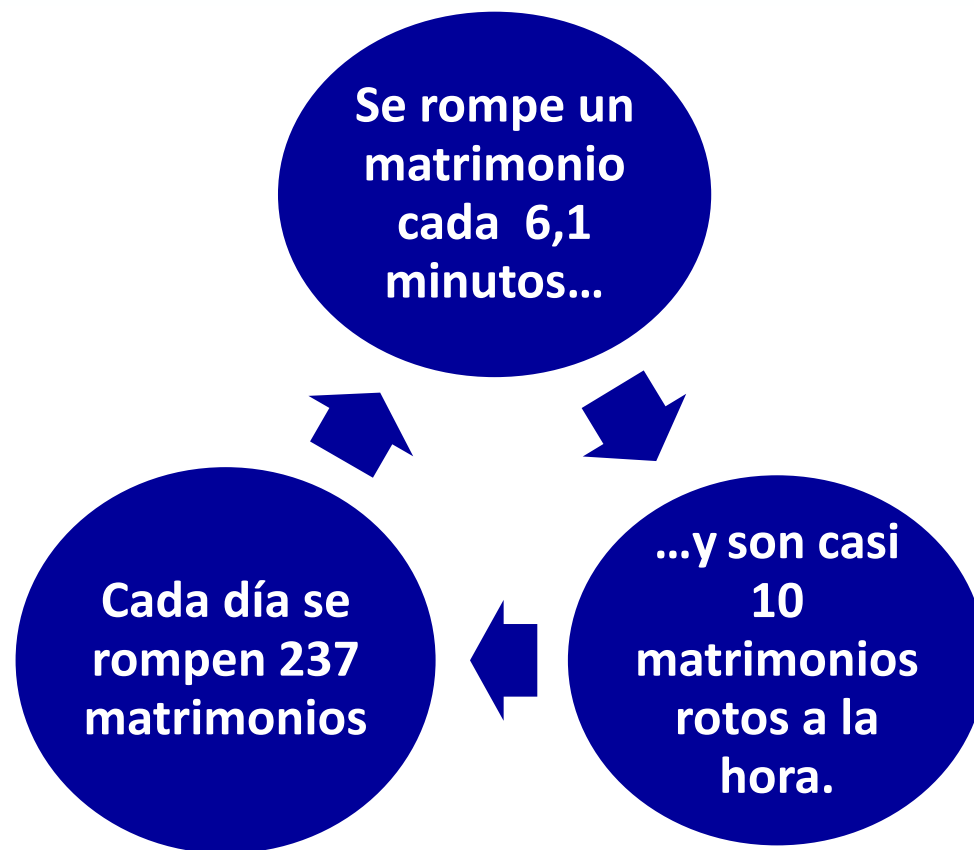 Se rompe un
matrimonio
cada 6,1
minutos…
…y son casi
10
matrimonios
rotos a la
hora.
Cada día se
rompen 237
matrimonios